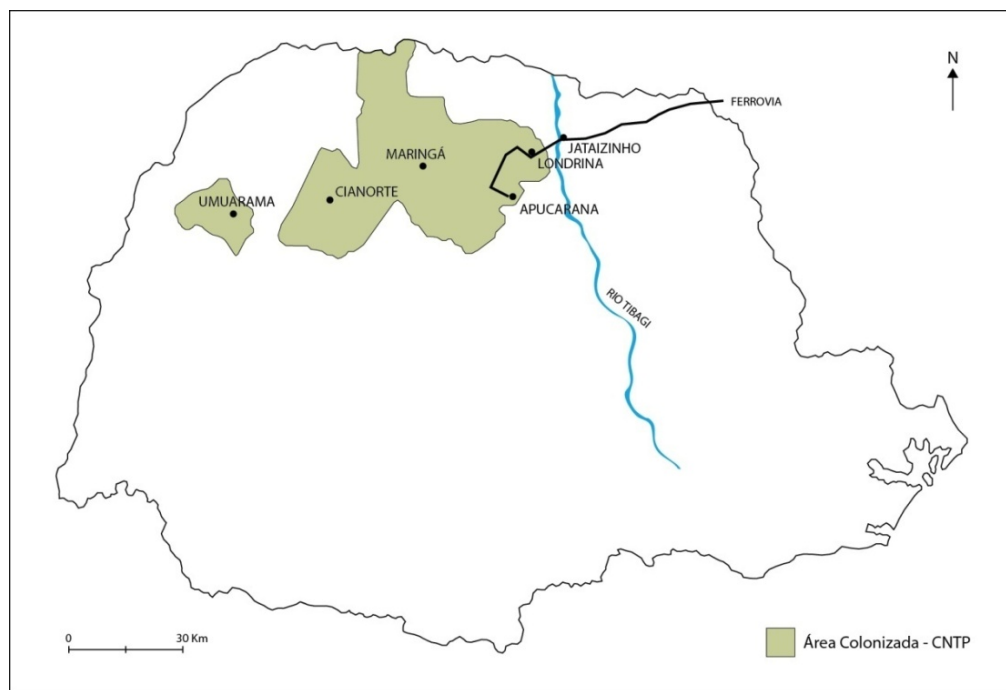 N
FERROVIA
JATAIZINHO
LONDRINA
MARINGÁ
CIANORTE
UMUARAMA
APUCARANA
RIO TIBAGI
0 30 Km
Área Colonizada - CNTP